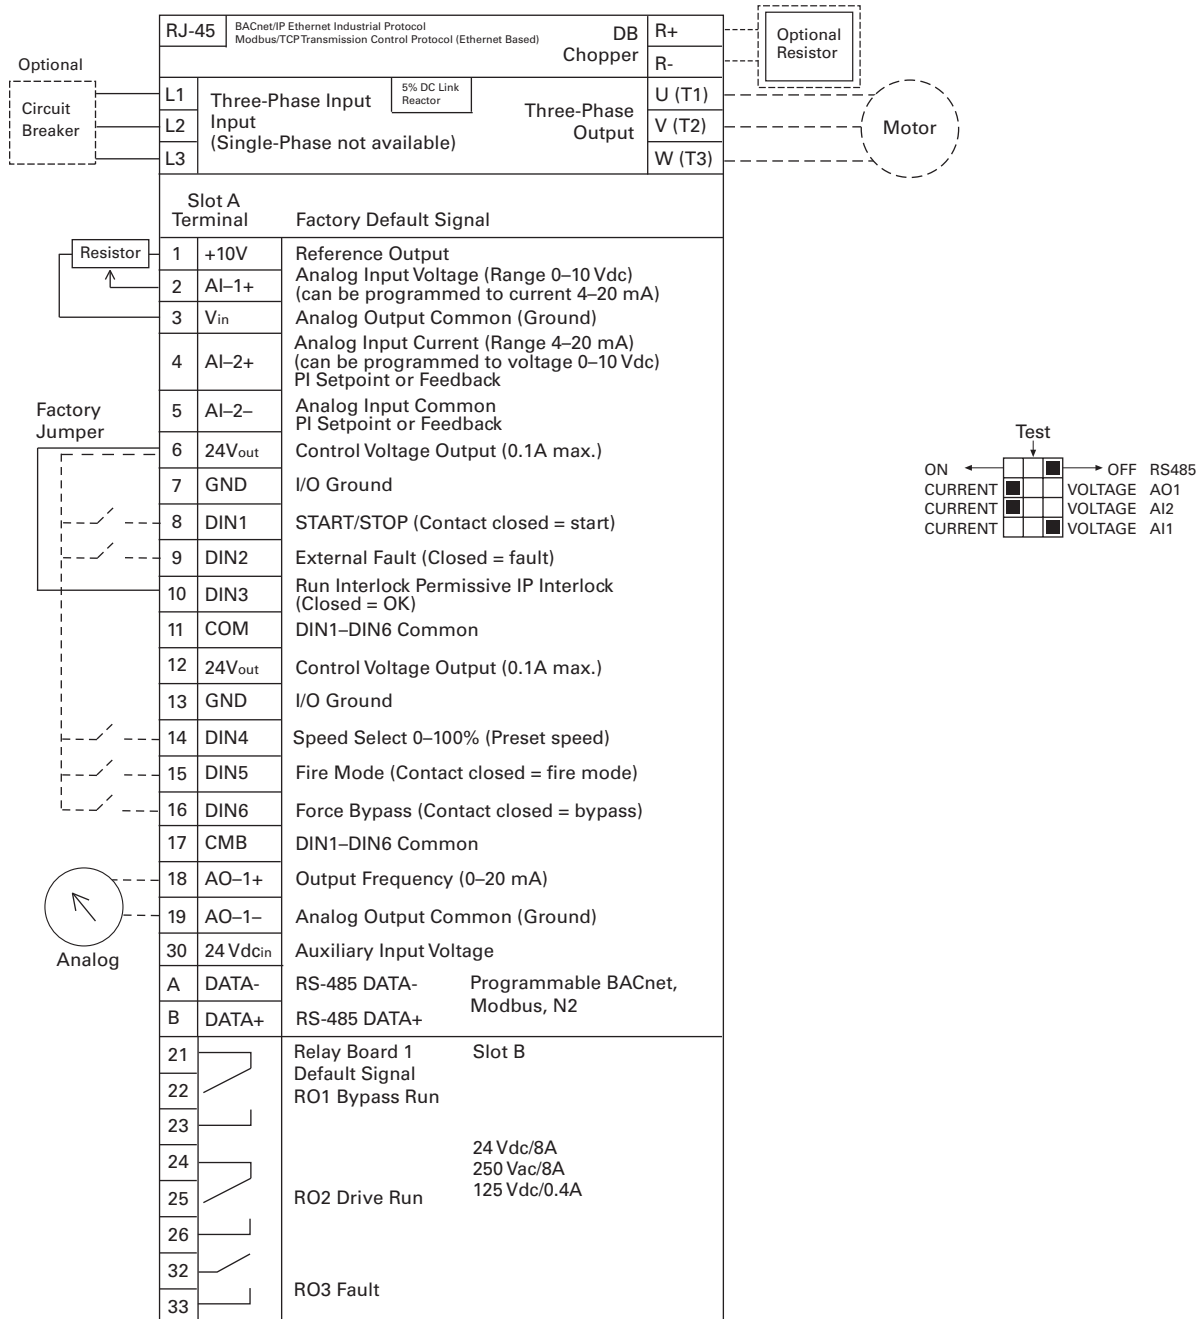 RJ-45 BACnet/IP Ethernet Industrial Protocol
Modbus/TCP Transmission Control Protocol (Ethernet Based)
DB
Chopper
R+
R-
Optional
Resistor
Optional
Circuit
Breaker
L1
L2
L3
Three-Phase Input
Input
(Single-Phase not available)
5% DC Link
Reactor
Three-Phase
Output
U (T1)
V (T2)
W (T3)
Motor
Slot A
Terminal Factory Default Signal
Resistor
1 +10V Reference Output
2 AI–1+ Analog Input Voltage (Range 0–10 Vdc)
(can be programmed to current 4–20 mA)
3 Vin Analog Output Common (Ground)
4 AI–2+ Analog Input Current (Range 4–20 mA)
(can be programmed to voltage 0–10 Vdc)
PI Setpoint or Feedback
5 AI–2– Analog Input Common
PI Setpoint or Feedback
Factory
Jumper
6 24Vout Control Voltage Output (0.1A max.)
7 GND I/O Ground
8 DIN1 START/STOP (Contact closed = start)
9 DIN2 External Fault (Closed = fault)
10 DIN3 Run Interlock Permissive IP Interlock
(Closed = OK)
11 COM DIN1–DIN6 Common
12 24Vout Control Voltage Output (0.1A max.)
13 GND I/O Ground
14 DIN4 Speed Select 0–100% (Preset speed)
15 DIN5 Fire Mode (Contact closed = fire mode)
16 DIN6 Force Bypass (Contact closed = bypass)
17 CMB DIN1–DIN6 Common
18 AO–1+ Output Frequency (0–20 mA)
19 AO–1– Analog Output Common (Ground)
Analog
30 24 Vdcin Auxiliary Input Voltage
A DATA- RS-485 DATA- Programmable BACnet,
Modbus, N2
B DATA+ RS-485 DATA+
21 Relay Board 1 Slot B
Default Signal
22 RO1 Bypass Run
23
24 24 Vdc/8A
250 Vac/8A
125 Vdc/0.4A
25 RO2 Drive Run
26
32
RO3 Fault
33
Test
ON OFF RS485
CURRENT VOLTAGE AO1
CURRENT VOLTAGE AI2
CURRENT VOLTAGE AI1